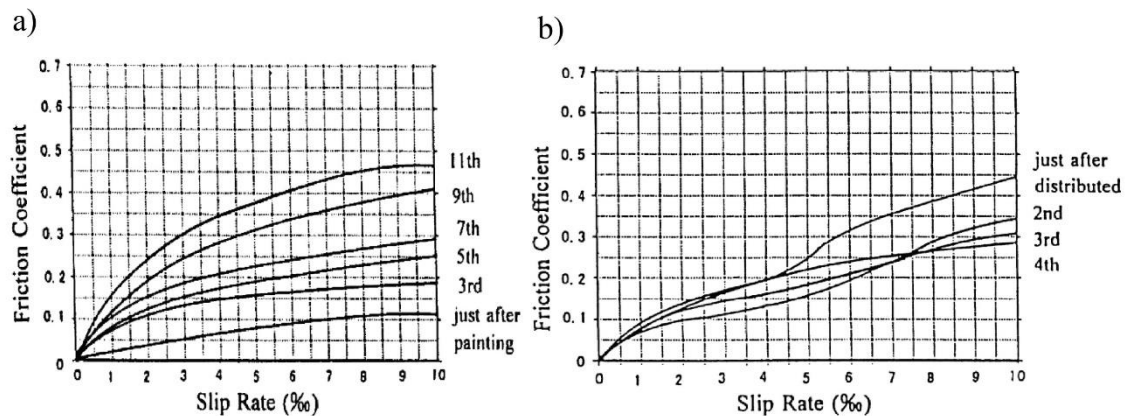 a)
0.7
0.6
0.5
0.4
0.3
0.2
0.1
0
Friction Coefficient
0 1 2 3 4 5 6 7 8 9 10
Slip Rate (‰)
11th
9th
7th
5th
3rd
just after
painting
b)
0.7
0.6
0.5
0.4
0.3
0.2
0.1
0
Friction Coefficient
0 1 2 3 4 5 6 7 8 9 10
Slip Rate (‰)
just after
distributed
2nd
3rd
4th